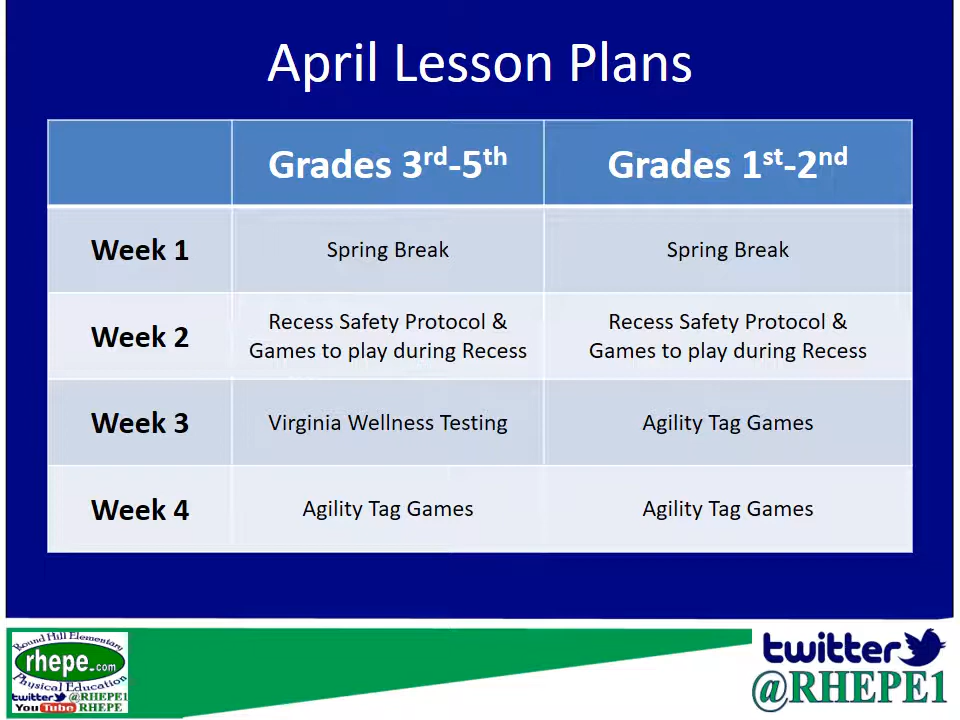 April Lesson Plans
Grades 3rd-5th
Grades 1st-2nd
Week 1
Spring Break
Spring Break
Week 2
Recess Safety Protocol &
Games to play during Recess
Recess Safety Protocol &
Games to play during Recess
Week 3
Virginia Wellness Testing
Agility Tag Games
Week 4
Agility Tag Games
Agility Tag Games
Round Hill Elementary
rhepe.com
Physical Education
twitter @RHEPE1
YouTube RHEPE
twitter
@RHEPE1